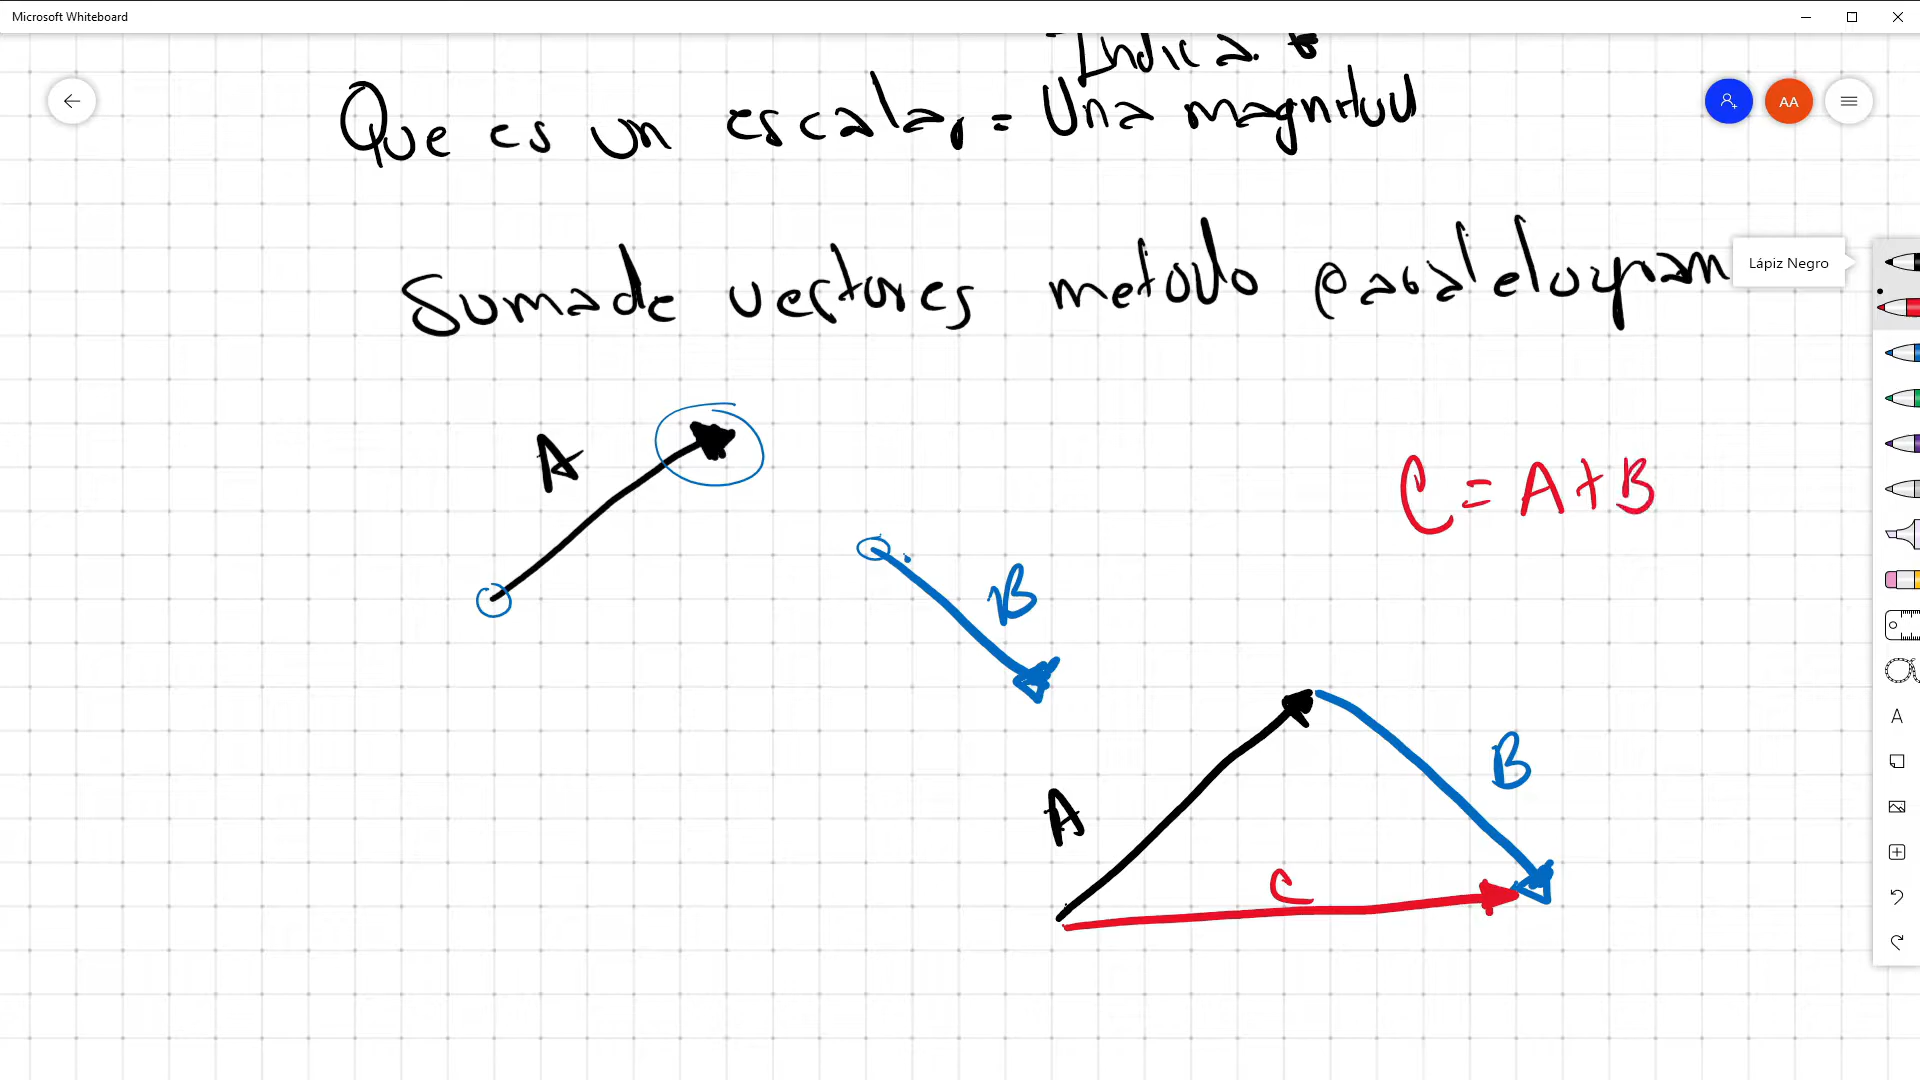 Microsoft Whiteboard
Indica
Que es un escalar = Una magnitud
AA
Suma de vectores metodo paralelogram
Lápiz Negro
A
C = A + B
B
B
A
C
A